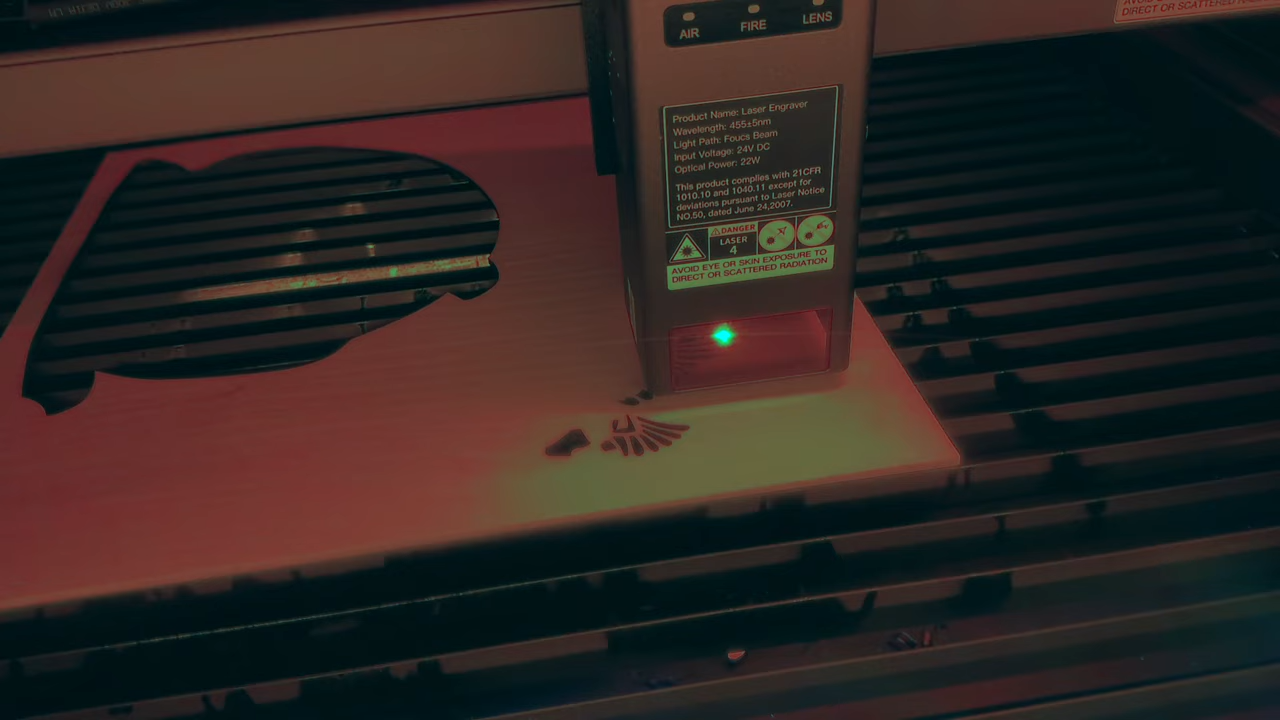 AIR FIRE LENS
DIRECT OR SCATTERED
Product Name: Laser Engraver
Wavelength: 455±5nm
Light Path: Foucs Beam
Input Voltage: 24V DC
Optical Power: 22W
This product complies with 21CFR
1010.10 and 1040.11 except for
deviations pursuant to Laser Notice
NO.50, dated June 24,2007.
DANGER
LASER
4
AVOID EYE OR SKIN EXPOSURE TO
DIRECT OR SCATTERED RADIATION